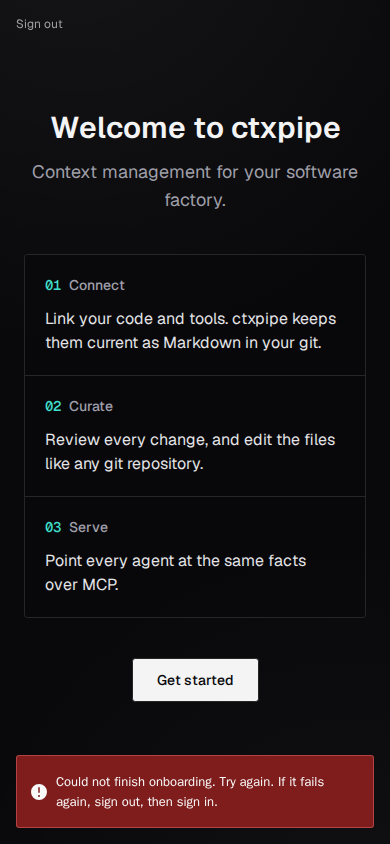 Sign out
Welcome to ctxpipe
Context management for your software
factory.
01 Connect
Link your code and tools. ctxpipe keeps
them current as Markdown in your git.
02 Curate
Review every change, and edit the files
like any git repository.
03 Serve
Point every agent at the same facts
over MCP.
Get started
Could not finish onboarding. Try again. If it fails
again, sign out, then sign in.